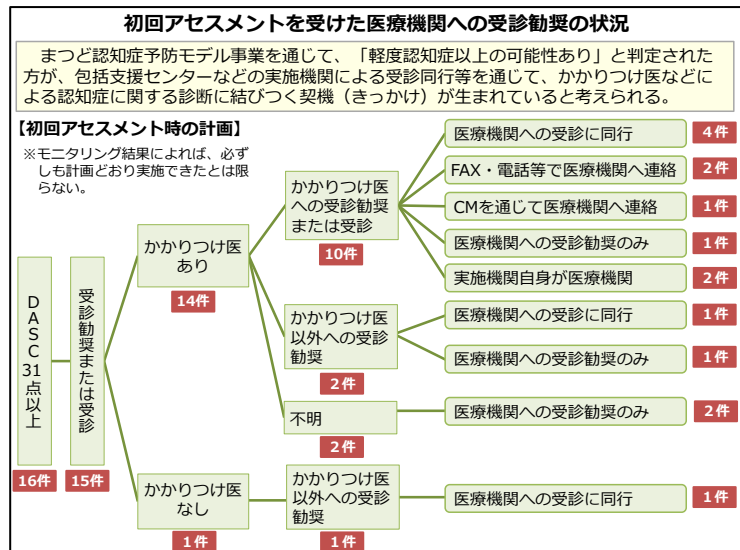 初回アセスメントを受けた医療機関への受診勧奨の状況
まつど認知症予防モデル事業を通じて、「軽度認知症以上の可能性あり」と判定された
方が、包括支援センターなどの実施機関による受診同行等を通じて、かかりつけ医などに
よる認知症に関する診断に結びつく契機（きっかけ）が生まれていると考えられる。
【初回アセスメント時の計画】
※モニタリング結果によれば、必ず
しも計画どおり実施できたとは限
らない。
DASC31点以上
16件
受診勧奨または受診
15件
かかりつけ医
あり
14件
かかりつけ医
への受診勧奨
または受診
10件
医療機関への受診に同行
4件
FAX・電話等で医療機関へ連絡
2件
CMを通じて医療機関へ連絡
1件
医療機関への受診勧奨のみ
1件
実施機関自身が医療機関
2件
かかりつけ医
以外への受診
勧奨
2件
医療機関への受診に同行
1件
医療機関への受診勧奨のみ
1件
不明
2件
医療機関への受診勧奨のみ
2件
かかりつけ医
なし
1件
かかりつけ医
以外への受診
勧奨
1件
医療機関への受診に同行
1件